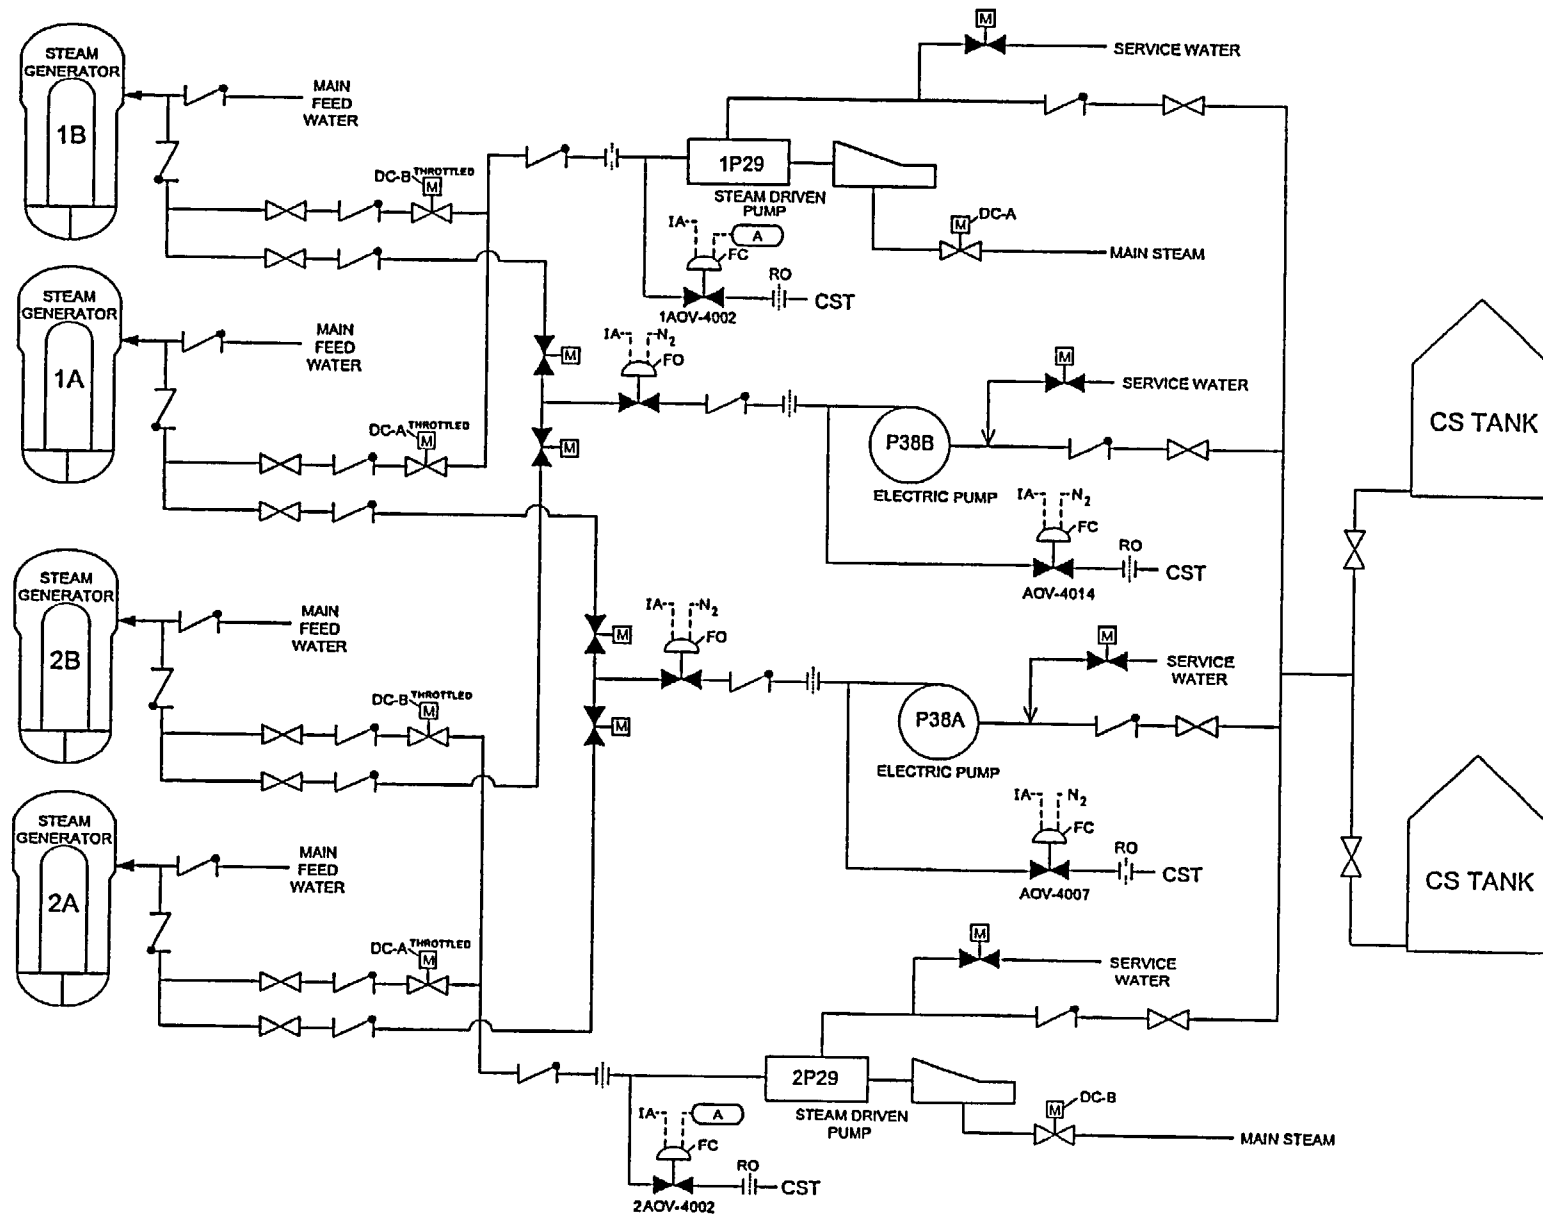 M
SERVICE WATER
STEAM
GENERATOR
1B
MAIN
FEED
WATER
DC-B
THROTTLED
M
1P29
STEAM DRIVEN
PUMP
IA
A
FC
M
DC-A
MAIN STEAM
RO
CST
1AOV-4002
STEAM
GENERATOR
1A
MAIN
FEED
WATER
IA
N2
FO
M
M
SERVICE WATER
DC-A
THROTTLED
M
M
P38B
ELECTRIC PUMP
CS TANK
IA
N2
FC
RO
CST
AOV-4014
STEAM
GENERATOR
2B
MAIN
FEED
WATER
IA
N2
FO
M
M
SERVICE
WATER
DC-B
THROTTLED
M
M
P38A
ELECTRIC PUMP
IA
N2
FC
RO
CST
AOV-4007
STEAM
GENERATOR
2A
MAIN
FEED
WATER
CS TANK
DC-A
THROTTLED
M
M
SERVICE
WATER
2P29
STEAM DRIVEN
PUMP
IA
A
FC
M
DC-B
MAIN STEAM
RO
CST
2AOV-4002